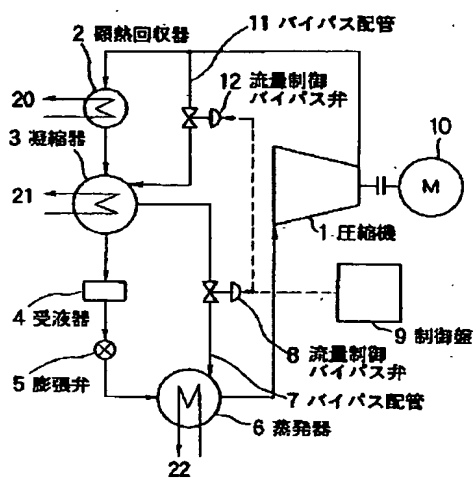 11 バイパス配管
2 顕熱回収器
12 流量制御
バイパス弁
20
3 凝縮器
10
M
21
1 圧縮機
4 受液器
9 制御盤
8 流量制御
バイパス弁
5 膨張弁
7 バイパス配管
6 蒸発器
22